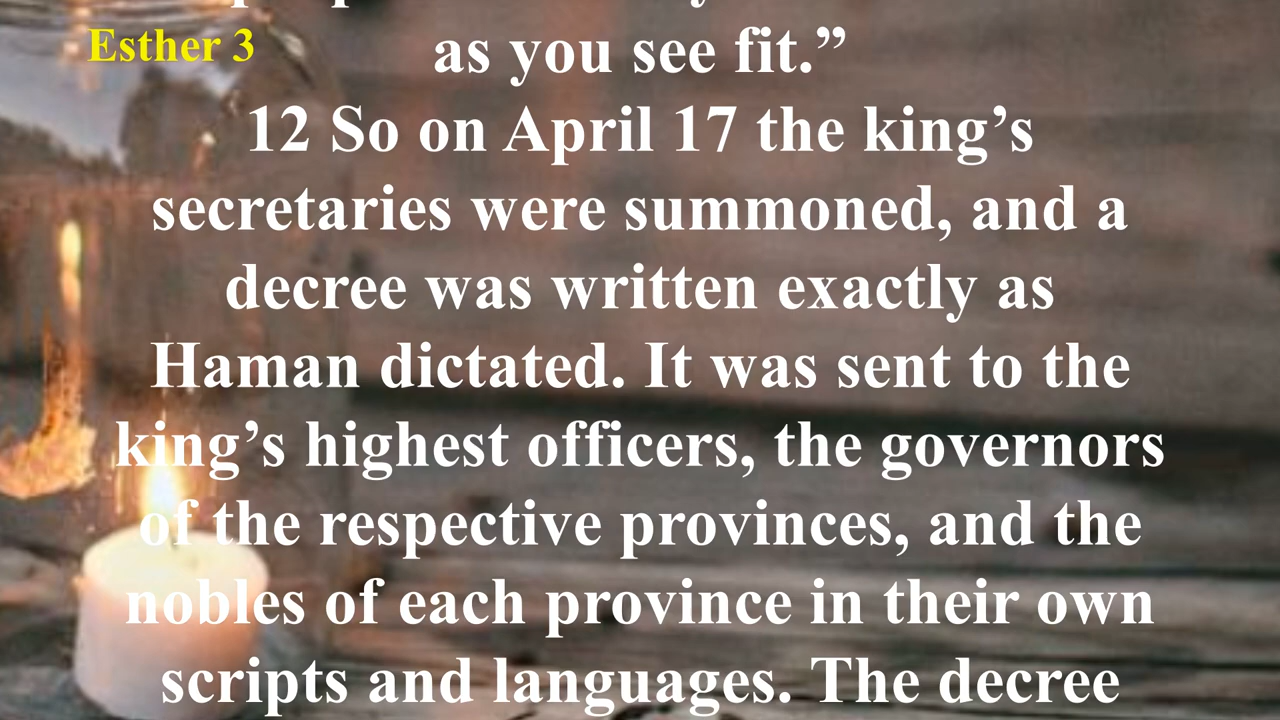 Esther 3
as you see fit.”
12 So on April 17 the king’s
secretaries were summoned, and a
decree was written exactly as
Haman dictated. It was sent to the
king’s highest officers, the governors
of the respective provinces, and the
nobles of each province in their own
scripts and languages. The decree